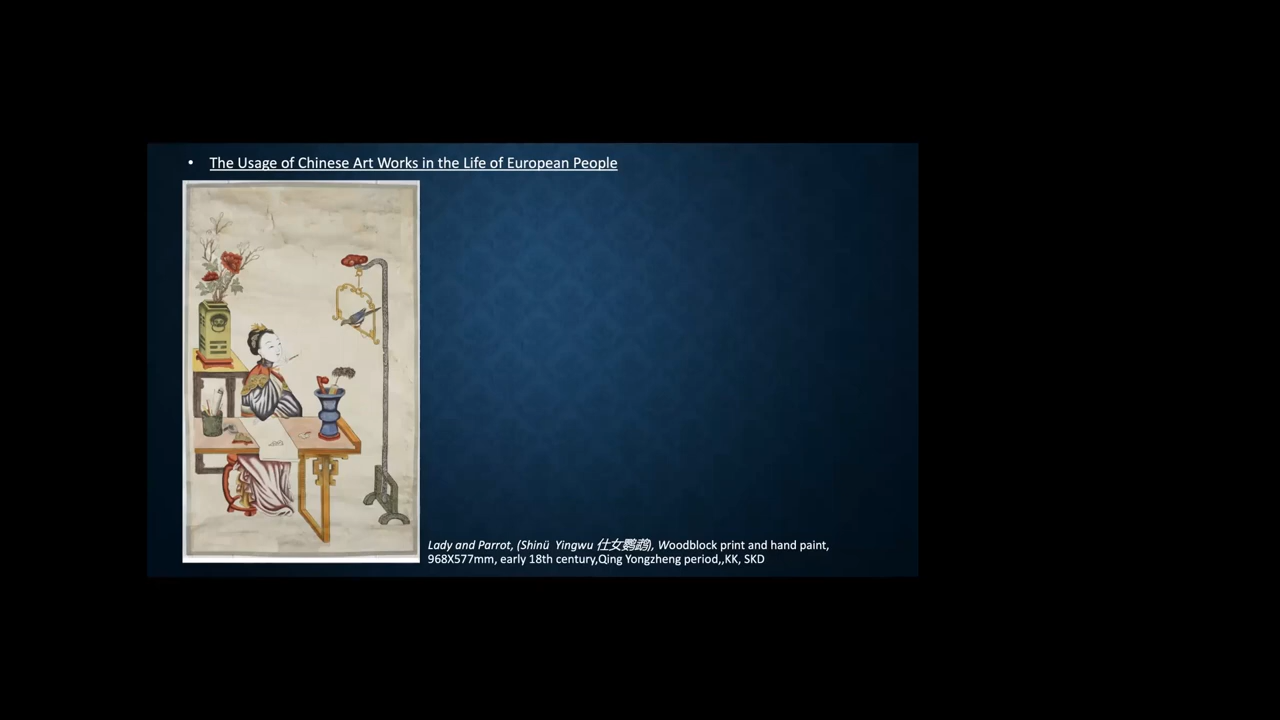 • The Usage of Chinese Art Works in the Life of European People
Lady and Parrot, (Shinü Yingwu 仕女鹦鹉), Woodblock print and hand paint,
968X577mm, early 18th century,Qing Yongzheng period,,KK, SKD